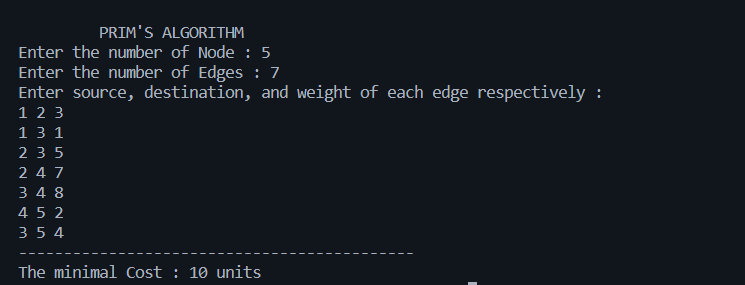 PRIM'S ALGORITHM
Enter the number of Node : 5
Enter the number of Edges : 7
Enter source, destination, and weight of each edge respectively :
1 2 3
1 3 1
2 3 5
2 4 7
3 4 8
4 5 2
3 5 4
--------------------------------------------
The minimal Cost : 10 units